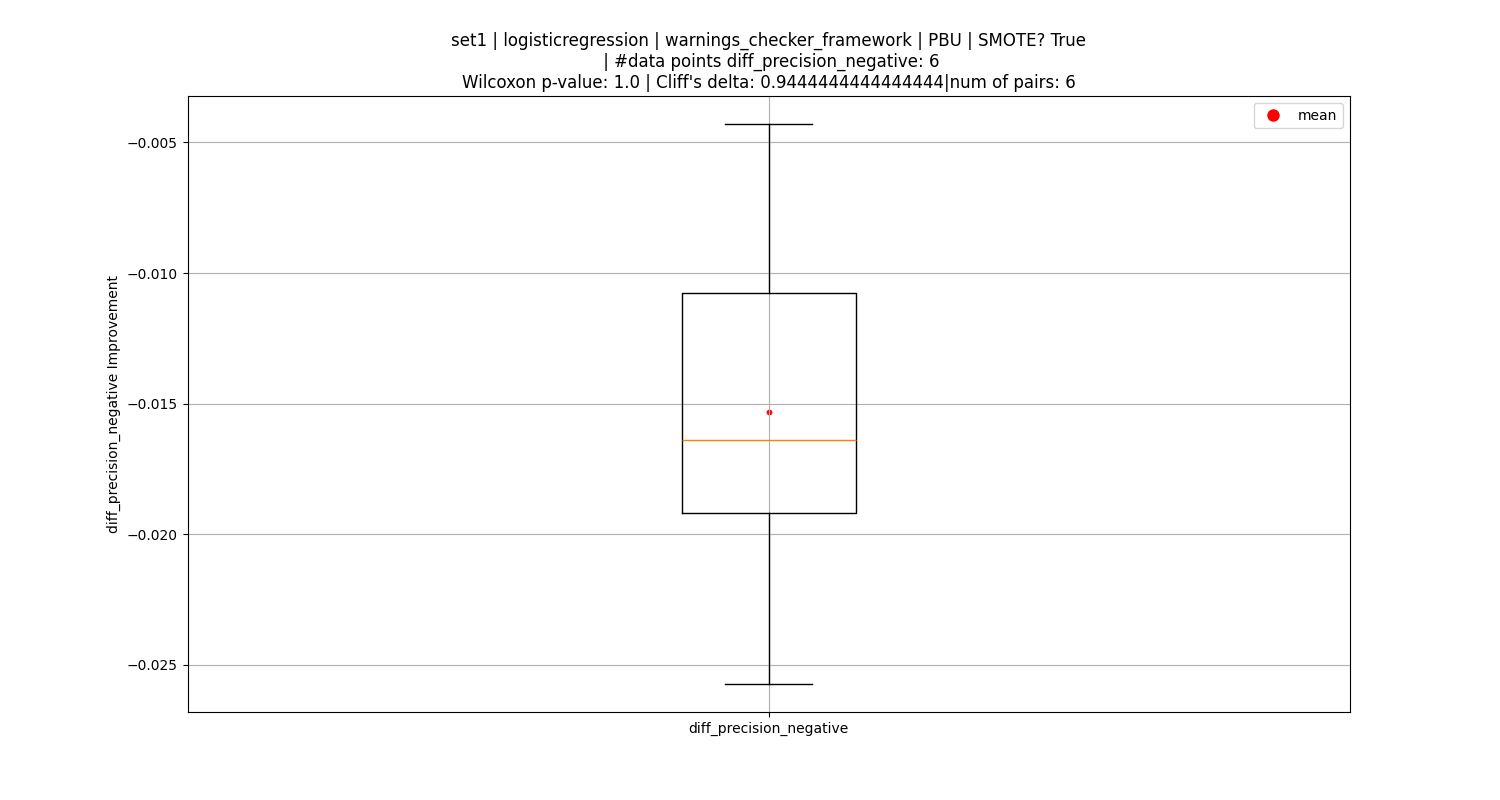 set1 | logisticregression | warnings_checker_framework | PBU | SMOTE? True
| #data points diff_precision_negative: 6
Wilcoxon p-value: 1.0 | Cliff's delta: 0.9444444444444444|num of pairs: 6
mean
−0.005
−0.010
−0.015
−0.020
−0.025
diff_precision_negative Improvement
diff_precision_negative